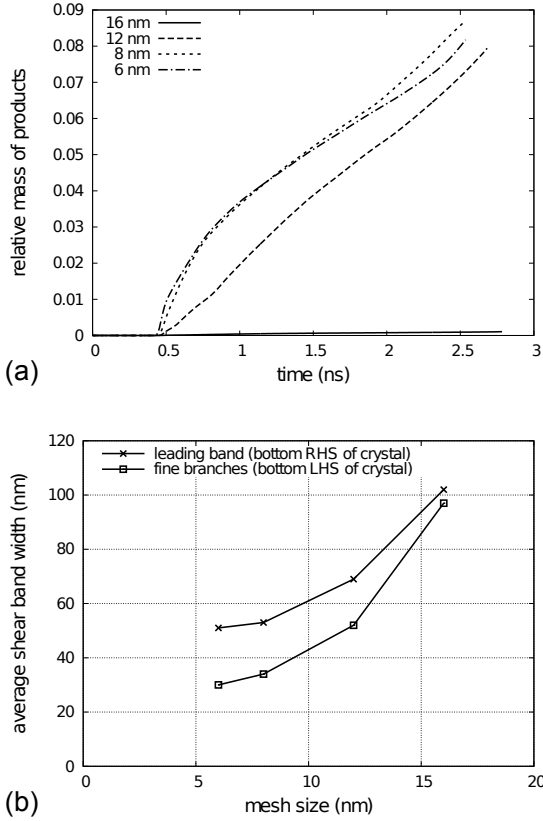 0.09
0.08
0.07
0.06
0.05
0.04
0.03
0.02
0.01
0
16 nm
12 nm
8 nm
6 nm
relative mass of products
0 0.5 1 1.5 2 2.5 3
time (ns)
(a)
120
100
80
60
40
20
0
leading band (bottom RHS of crystal)
fine branches (bottom LHS of crystal)
average shear band width (nm)
0 5 10 15 20
mesh size (nm)
(b)